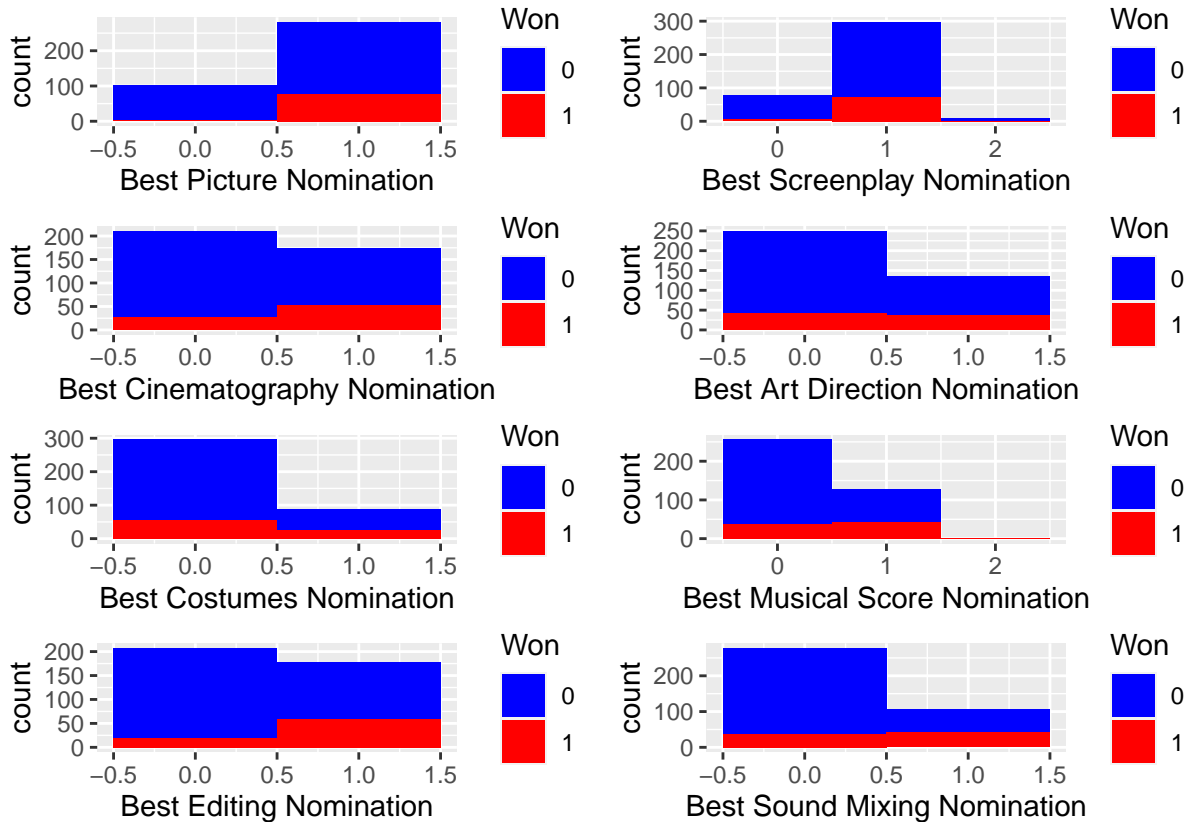 count
200
100
0
−0.5 0.0 0.5 1.0 1.5
Best Picture Nomination
Won
0
1
count
300
200
100
0
0 1 2
Best Screenplay Nomination
Won
0
1
count
200
150
100
50
0
−0.5 0.0 0.5 1.0 1.5
Best Cinematography Nomination
Won
0
1
count
250
200
150
100
50
0
−0.5 0.0 0.5 1.0 1.5
Best Art Direction Nomination
Won
0
1
count
300
200
100
0
−0.5 0.0 0.5 1.0 1.5
Best Costumes Nomination
Won
0
1
count
200
100
0
0 1 2
Best Musical Score Nomination
Won
0
1
count
200
150
100
50
0
−0.5 0.0 0.5 1.0 1.5
Best Editing Nomination
Won
0
1
count
200
100
0
−0.5 0.0 0.5 1.0 1.5
Best Sound Mixing Nomination
Won
0
1